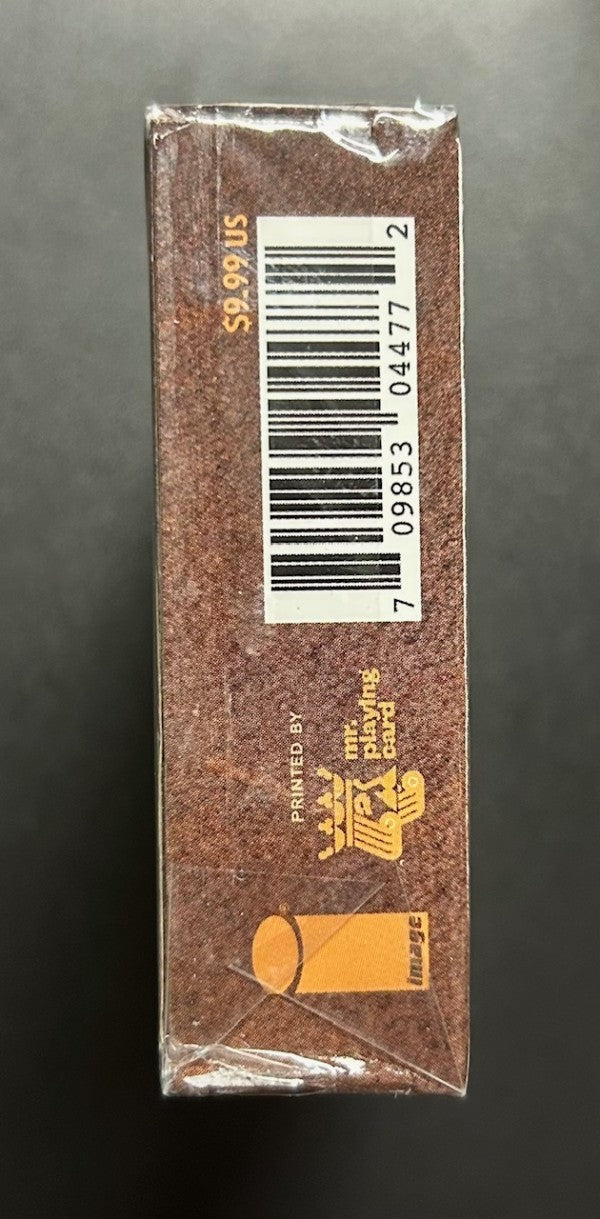 $9.99 US
7 09853 04477 2
PRINTED BY
mr.
playing
card
image